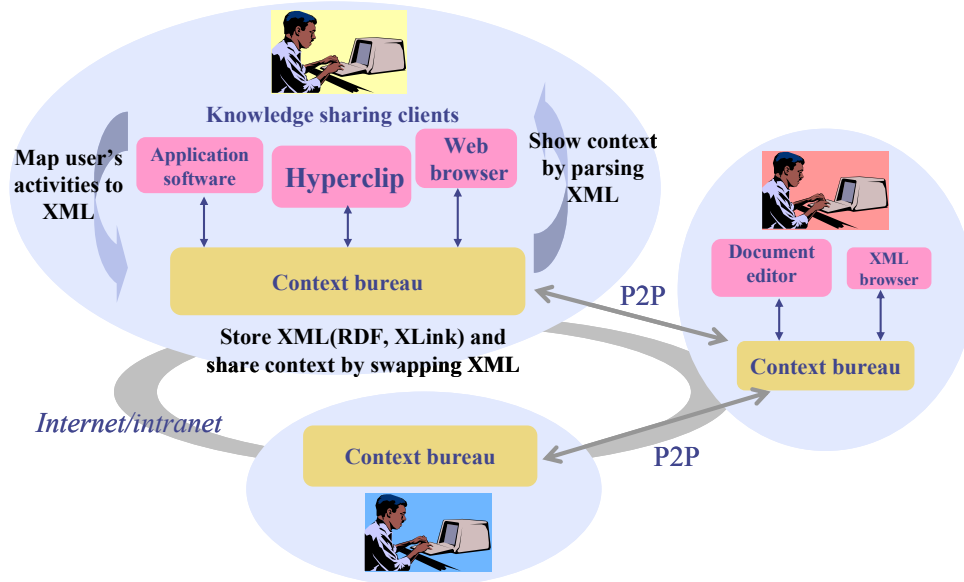 Knowledge sharing clients
Map user's
activities to
XML
Application
software
Hyperclip
Web
browser
Show context
by parsing
XML
Context bureau
Store XML(RDF, XLink) and
share context by swapping XML
P2P
Document
editor
XML
browser
Context bureau
Internet/intranet
Context bureau
P2P